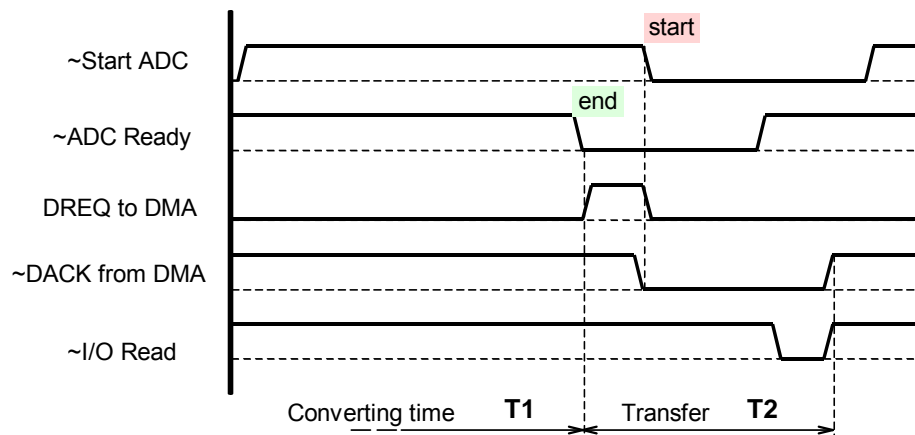 start
~Start ADC
end
~ADC Ready
DREQ to DMA
~DACK from DMA
~I/O Read
Converting time T1 Transfer T2